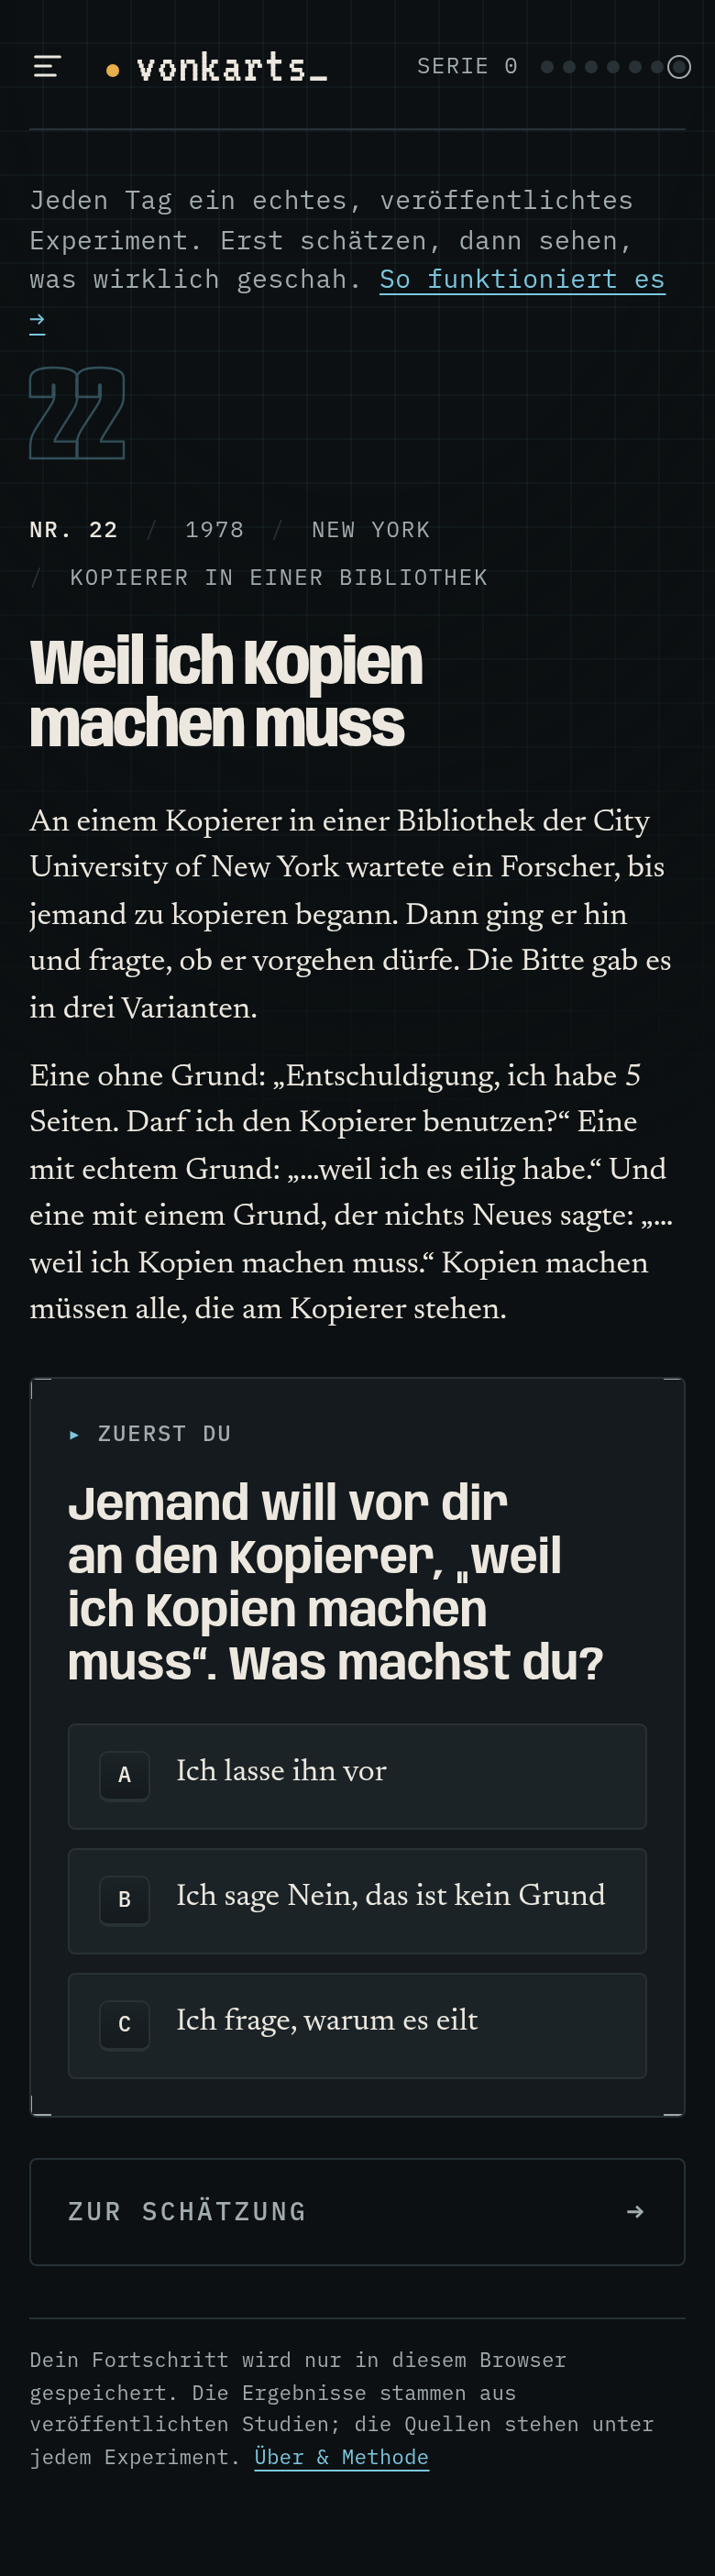 vonkarts_
SERIE 0
Jeden Tag ein echtes, veröffentlichtes
Experiment. Erst schätzen, dann sehen,
was wirklich geschah. So funktioniert es
→
22
NR. 22 / 1978 / NEW YORK
/ KOPIERER IN EINER BIBLIOTHEK
Weil ich Kopien
machen muss
An einem Kopierer in einer Bibliothek der City
University of New York wartete ein Forscher, bis
jemand zu kopieren begann. Dann ging er hin
und fragte, ob er vorgehen dürfe. Die Bitte gab es
in drei Varianten.
Eine ohne Grund: „Entschuldigung, ich habe 5
Seiten. Darf ich den Kopierer benutzen?“ Eine
mit echtem Grund: „…weil ich es eilig habe.“ Und
eine mit einem Grund, der nichts Neues sagte: „…
weil ich Kopien machen muss.“ Kopien machen
müssen alle, die am Kopierer stehen.
▸ ZUERST DU
Jemand will vor dir
an den Kopierer, „weil
ich Kopien machen
muss“. Was machst du?
A Ich lasse ihn vor
B Ich sage Nein, das ist kein Grund
C Ich frage, warum es eilt
ZUR SCHÄTZUNG →
Dein Fortschritt wird nur in diesem Browser
gespeichert. Die Ergebnisse stammen aus
veröffentlichten Studien; die Quellen stehen unter
jedem Experiment. Über & Methode